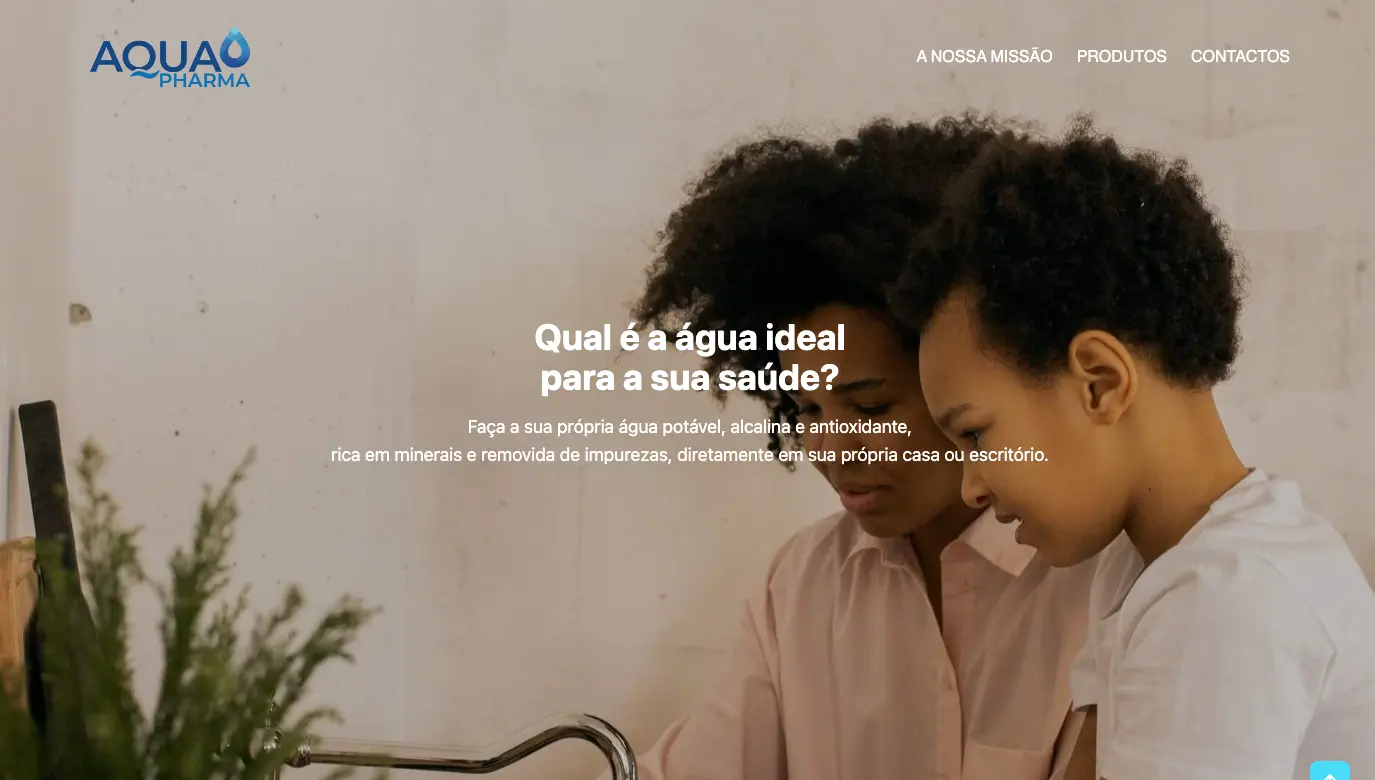 AQUA
PHARMA
A NOSSA MISSÃO PRODUTOS CONTACTOS
Qual é a água ideal
para a sua saúde?
Faça a sua própria água potável, alcalina e antioxidante,
rica em minerais e removida de impurezas, diretamente em sua própria casa ou escritório.